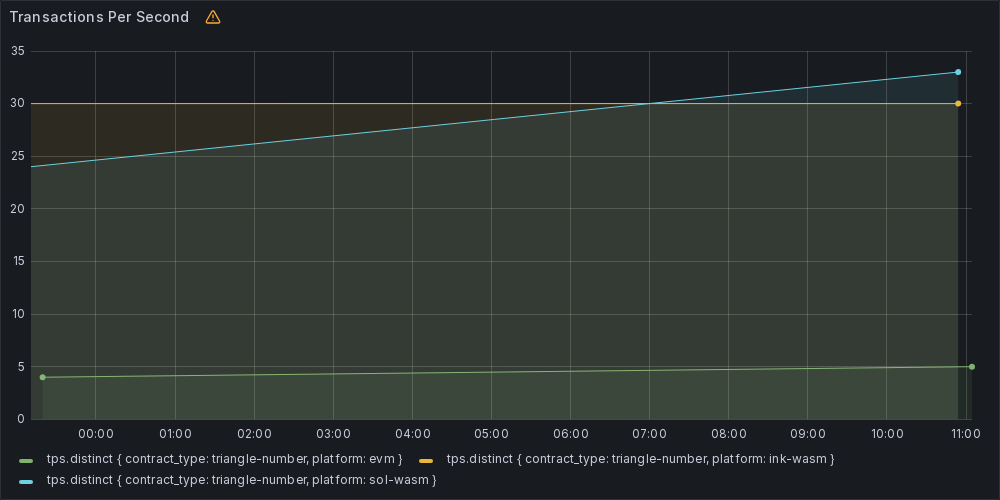 Transactions Per Second
35
30
25
20
15
10
5
0
00:00 01:00 02:00 03:00 04:00 05:00 06:00 07:00 08:00 09:00 10:00 11:00
tps.distinct { contract_type: triangle-number, platform: evm } tps.distinct { contract_type: triangle-number, platform: ink-wasm }
tps.distinct { contract_type: triangle-number, platform: sol-wasm }